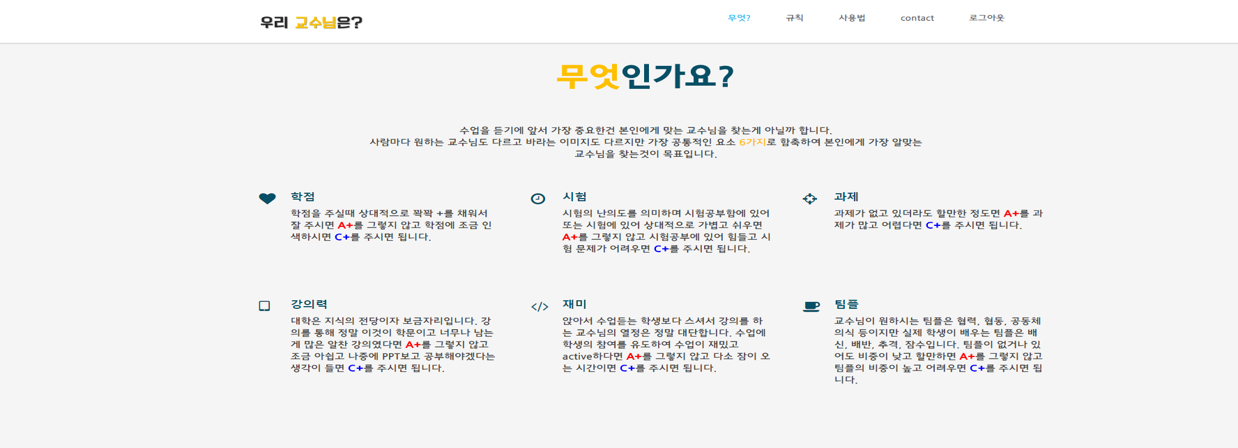 우리 교수님은?
무엇? 규칙 사용법 contact 로그아웃
무엇인가요?
수업을 듣기에 앞서 가장 중요한건 본인에게 맞는 교수님을 찾는게 아닐까 합니다.
사람마다 원하는 교수님도 다르고 바라는 이미지도 다르지만 가장 공통적인 요소 6가지로 함축하여 본인에게 가장 알맞는
교수님을 찾는것이 목표입니다.
학점
학점을 주실때 상대적으로 꽉꽉 +를 채워서
잘 주시면 A+를 그렇지 않고 학점에 조금 인
색하시면 C+를 주시면 됩니다.
시험
시험의 난의도를 의미하며 시험공부함에 있어
또는 시험에 있어 상대적으로 가볍고 쉬우면
A+를 그렇지 않고 시험공부에 있어 힘들고 시
험 문제가 어려우면 C+를 주시면 됩니다.
과제
과제가 없고 있더라도 할만한 정도면 A+를 과
제가 많고 어렵다면 C+를 주시면 됩니다.
강의력
대학은 지식의 전당이자 보금자리입니다. 강
의를 통해 정말 이것이 학문이고 너무나 남는
게 많은 알찬 강의였다면 A+를 그렇지 않고
조금 아쉽고 나중에 PPT보고 공부해야겠다는
생각이 들면 C+를 주시면 됩니다.
재미
앉아서 수업듣는 학생보다 스셔서 강의를 하
는 교수님의 열정은 정말 대단합니다. 수업에
학생의 참여를 유도하여 수업이 재밌고
active하다면 A+를 그렇지 않고 다소 잠이 오
는 시간이면 C+를 주시면 됩니다.
팀플
교수님이 원하시는 팀플은 협력, 협동, 공동체
의식 등이지만 실제 학생이 배우는 팀플은 배
신, 배반, 추격, 잠수입니다. 팀플이 없거나 있
어도 비중이 낮고 할만하면 A+를 그렇지 않고
팀플의 비중이 높고 어려우면 C+를 주시면 됩
니다.